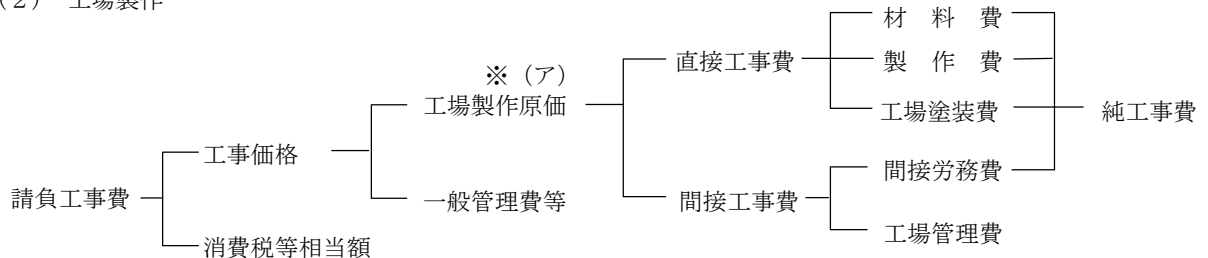 (2) 工場製作
材 料 費
直接工事費
製 作 費
※(ア)
工場製作原価
工場塗装費
純工事費
工事価格
間接労務費
請負工事費
一般管理費等
間接工事費
工場管理費
消費税等相当額